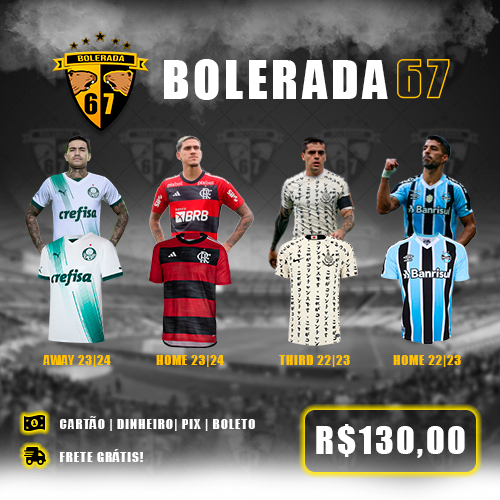 BOLERADA
67
BOLERADA 67
crefisa
BRB
Banrisul
crefisa
Banrisul
AWAY 23|24
HOME 23|24
THIRD 22|23
HOME 22|23
CARTÃO | DINHEIRO| PIX | BOLETO
FRETE GRÁTIS!
R$130,00